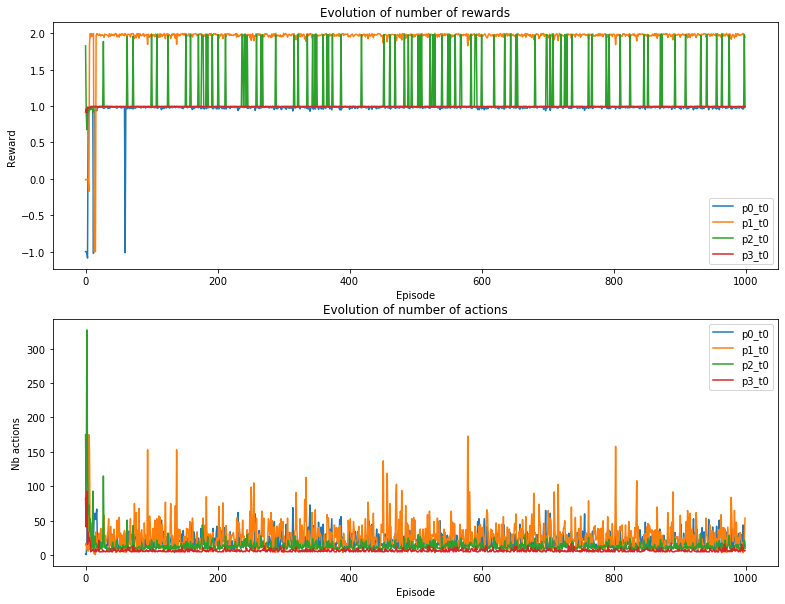 Evolution of number of rewards
2.0
1.5
1.0
0.5
0.0
−0.5
−1.0
Reward
p0_t0
p1_t0
p2_t0
p3_t0
0 200 400 600 800 1000
Episode
Evolution of number of actions
300
250
200
150
100
50
0
Nb actions
p0_t0
p1_t0
p2_t0
p3_t0
0 200 400 600 800 1000
Episode